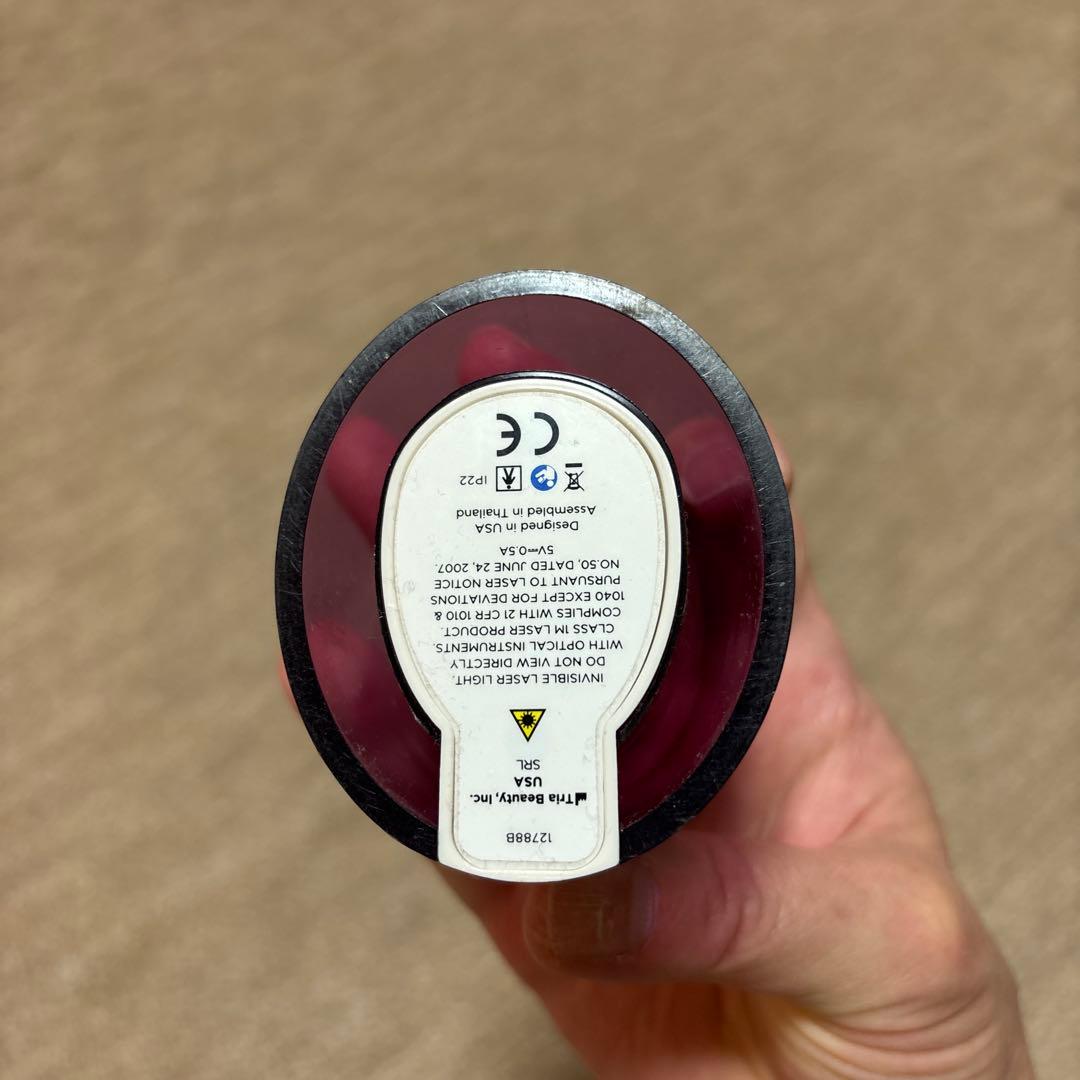 12788B
Tria Beauty, Inc.
USA
SRL
INVISIBLE LASER LIGHT.
DO NOT VIEW DIRECTLY
WITH OPTICAL INSTRUMENTS.
CLASS 1M LASER PRODUCT.
COMPLIES WITH 21 CFR 1010 &
1040 EXCEPT FOR DEVIATIONS
PURSUANT TO LASER NOTICE
NO.50, DATED JUNE 24, 2007.
5V⎓0.5A
Designed in USA
Assembled in Thailand
IP22
CE